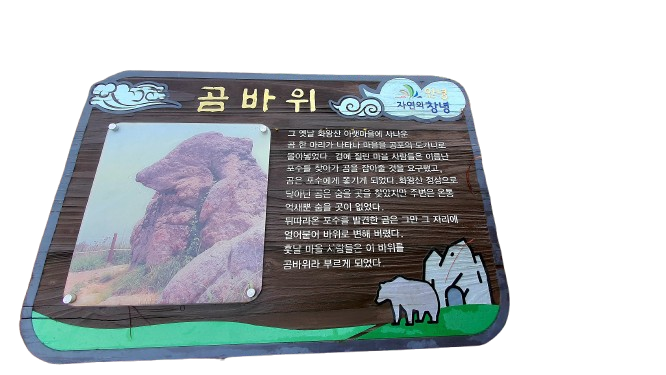 곰바위
자연의 창녕
그 옛날 화왕산 아랫마을에 사나운
곰 한 마리가 나타나 마을을 공포의 도가니로
몰아넣었다. 겁에 질린 마을 사람들은 이름난
포수를 찾아가 곰을 잡아줄 것을 요구했고,
곰은 포수에게 쫓기게 되었다. 화왕산 정상으로
달아난 곰은 숨을 곳을 찾았지만 주변은 온통
억새뿐 숨을 곳이 없었다.
뒤따라온 포수를 발견한 곰은 그만 그 자리에
얼어붙어 바위로 변해 버렸다.
훗날 마을 사람들은 이 바위를
곰바위라 부르게 되었다